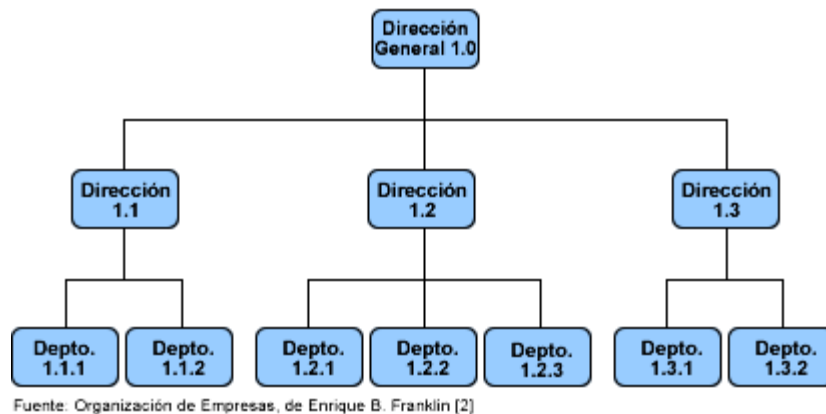 Dirección
General 1.0
Dirección
1.1
Dirección
1.2
Dirección
1.3
Depto.
1.1.1
Depto.
1.1.2
Depto.
1.2.1
Depto.
1.2.2
Depto.
1.2.3
Depto.
1.3.1
Depto.
1.3.2
Fuente: Organización de Empresas, de Enrique B. Franklin [2]